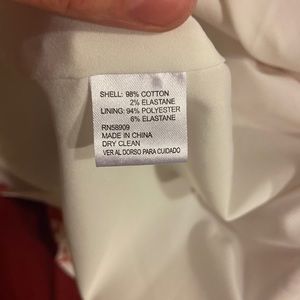 SHELL: 98% COTTON
2% ELASTANE
LINING: 94% POLYESTER
6% ELASTANE
RN58909
MADE IN CHINA
DRY CLEAN
VER AL DORSO PARA CUIDADO